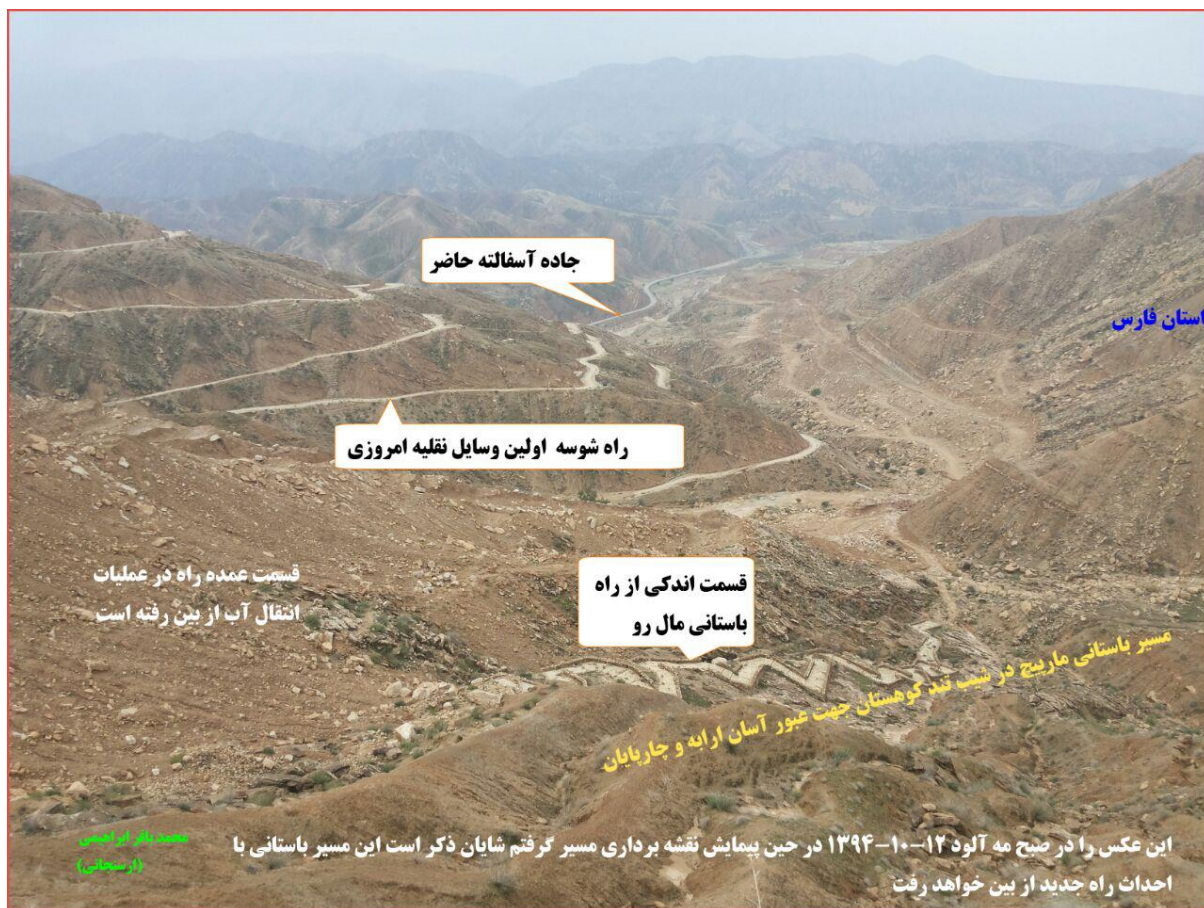 جاده آسفالته حاضر
استان فارس
راه شوسه اولین وسایل نقلیه امروزی
قسمت اندکی از راه
باستانی مال رو
قسمت عمده راه در عملیات
انتقال آب از بین رفته است
مسیر باستانی مارپیچ در شیب تند کوهستان جهت عبور آسان ارابه و چارپایان
این عکس را در صبح مه آلود ۱۲-۱۰-۱۳۹۴ در حین پیمایش نقشه برداری مسیر گرفتم شایان ذکر است این مسیر باستانی با
احداث راه جدید از بین خواهد رفت
محمد باقر ابراهیمی
(ارسنجانی)